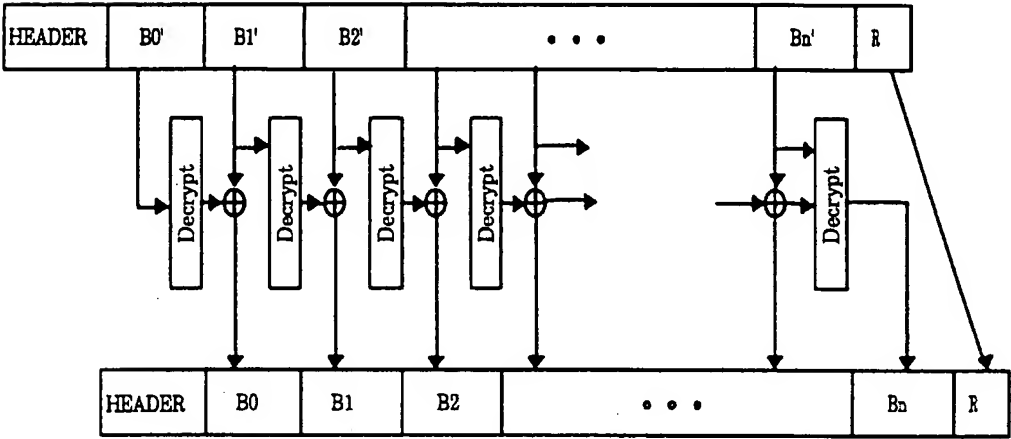 HEADER B0' B1' B2' • • • Bn' R
Decrypt Decrypt Decrypt Decrypt Decrypt
HEADER B0 B1 B2 • • • Bn R